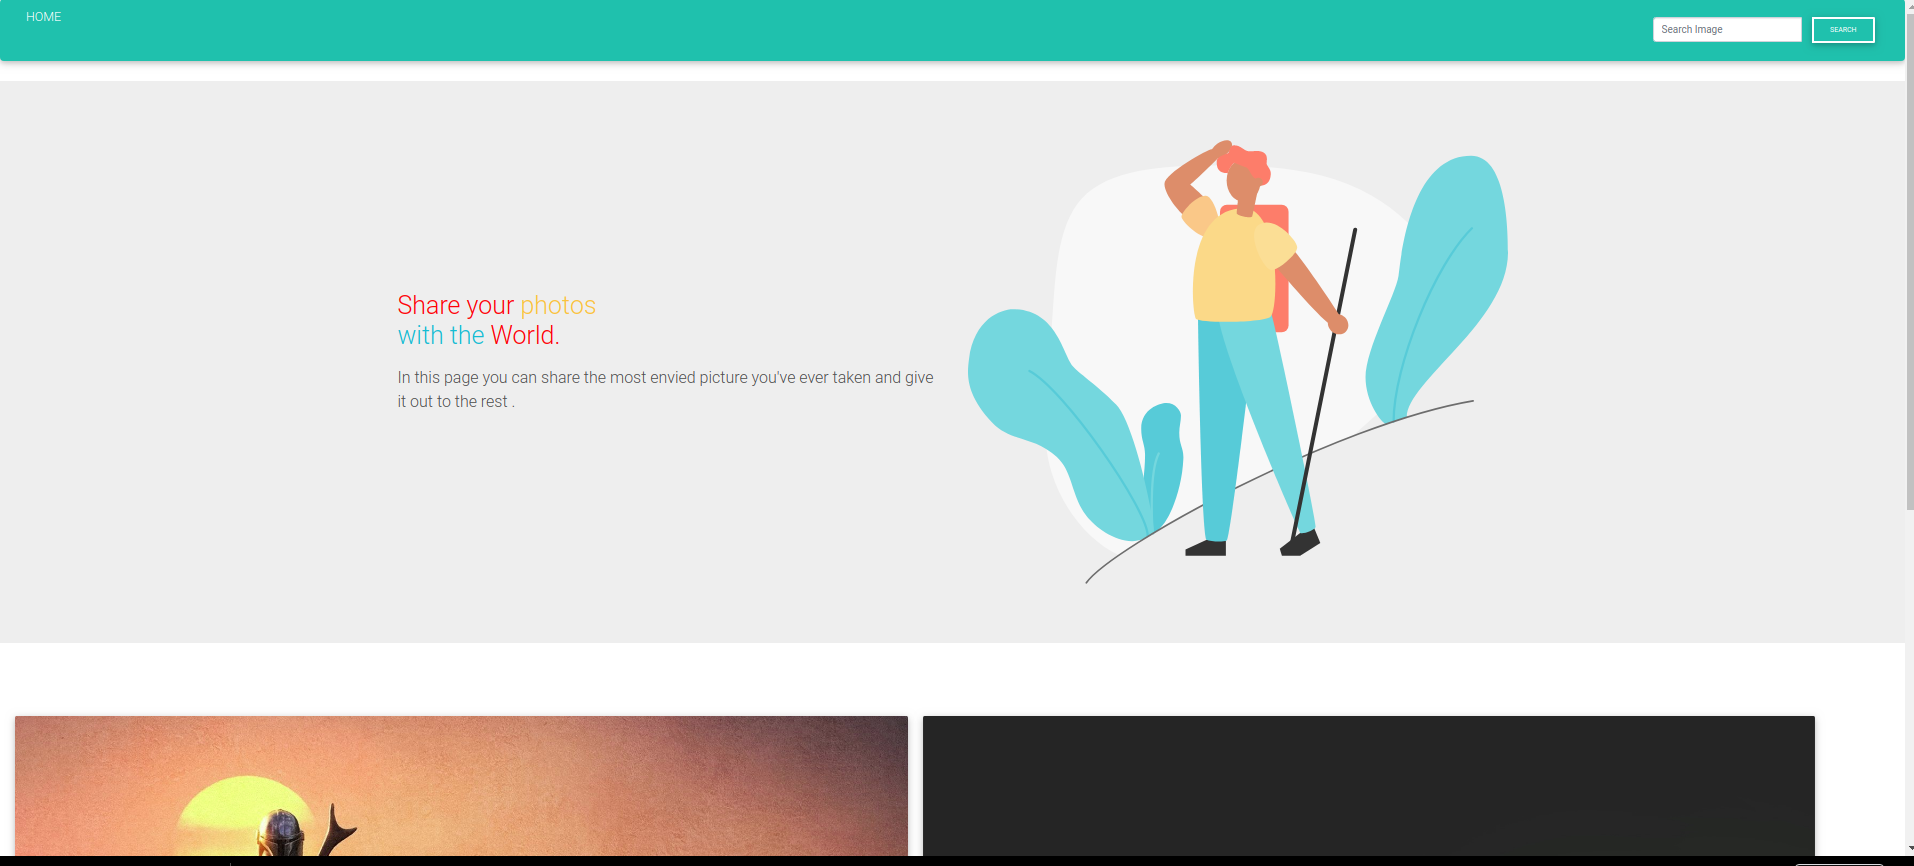 HOME
Search Image
SEARCH
Share your photos
with the World.
In this page you can share the most envied picture you've ever taken and give
it out to the rest .